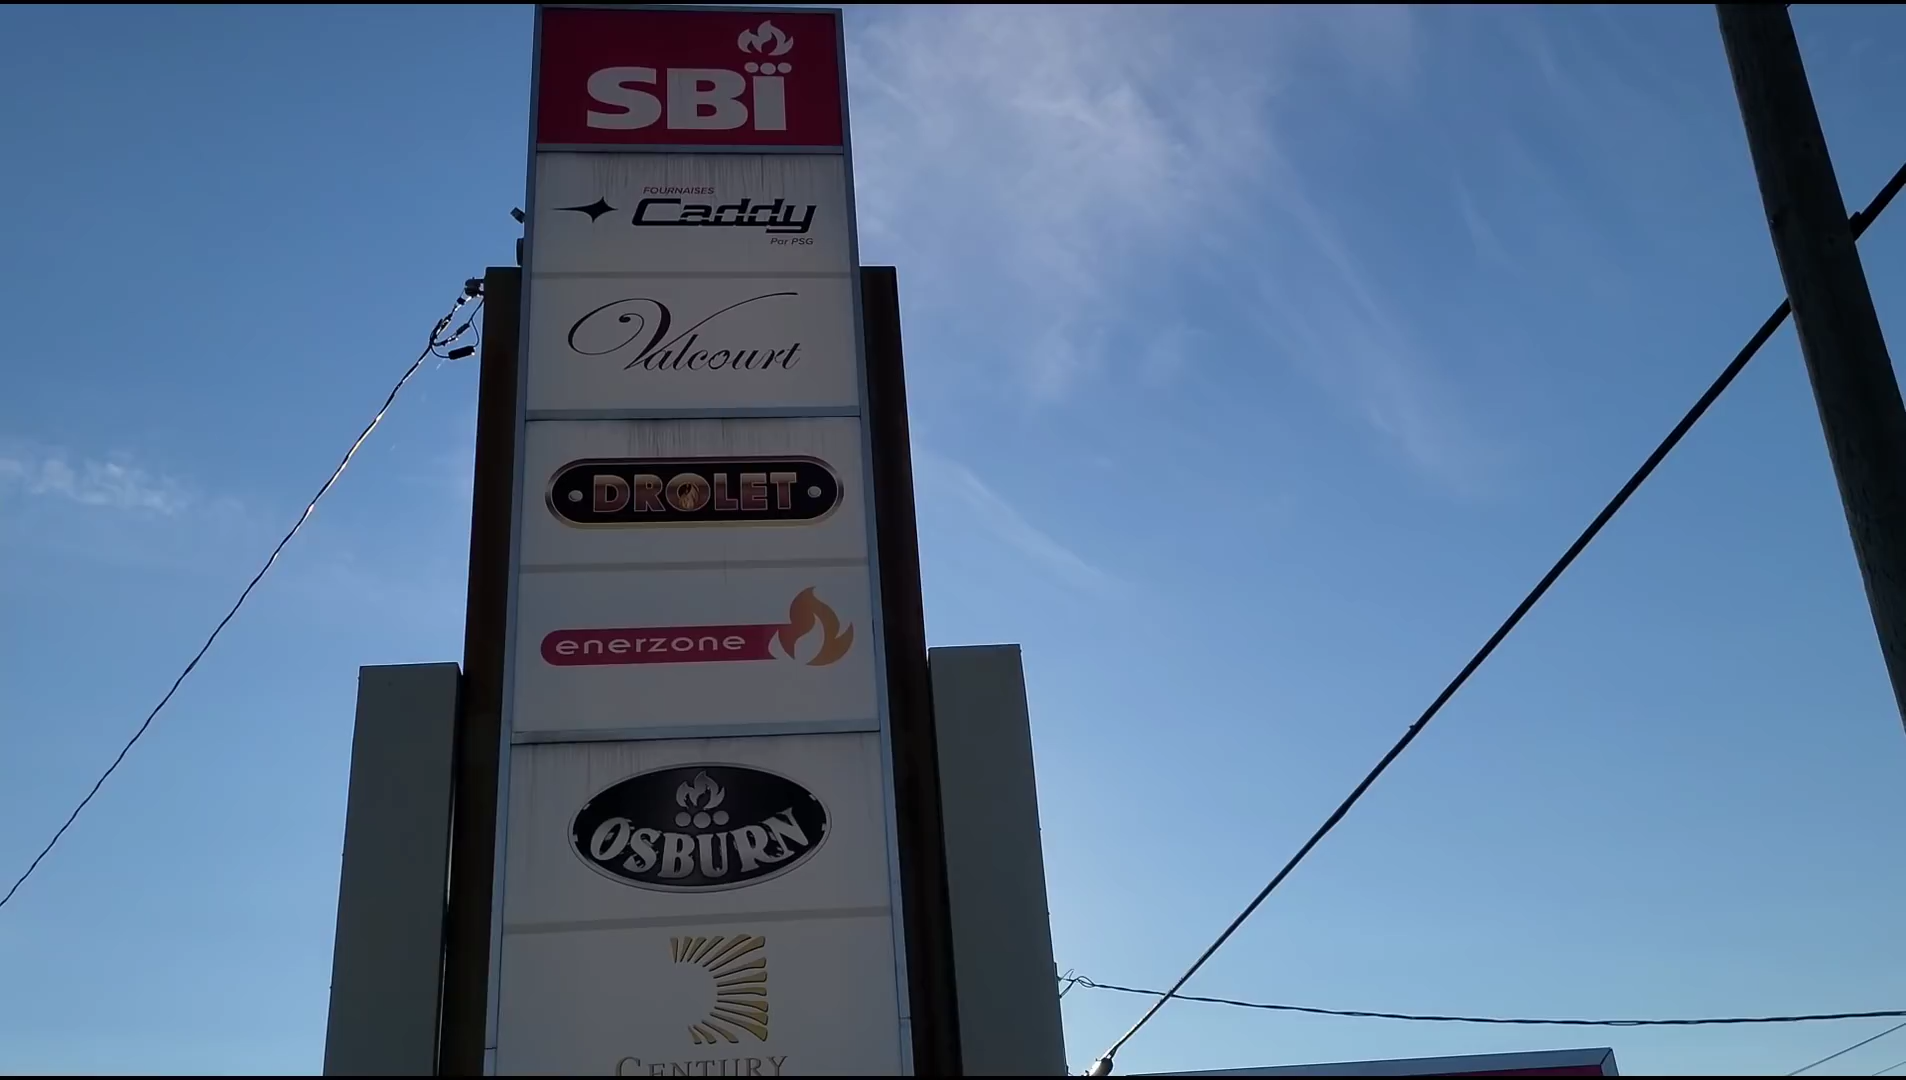 SBi
FOURNAISES
Caddy
Par PSG
Valcourt
DROLET
enerzone
OSBURN
CENTURY